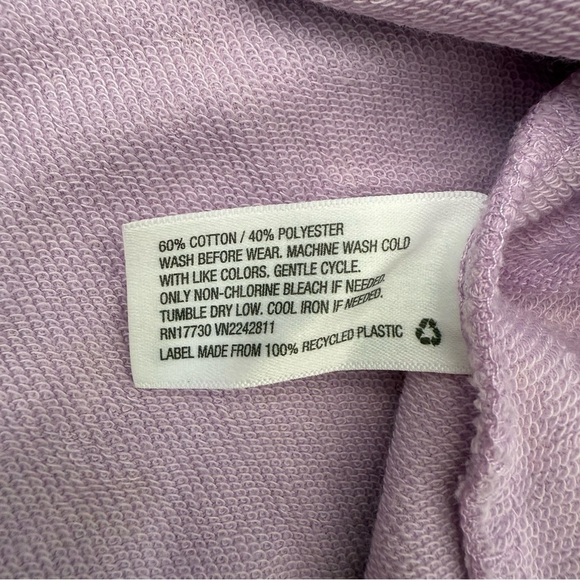 60% COTTON / 40% POLYESTER
WASH BEFORE WEAR. MACHINE WASH COLD
WITH LIKE COLORS, GENTLE CYCLE.
ONLY NON-CHLORINE BLEACH IF NEEDED.
TUMBLE DRY LOW. COOL IRON IF NEEDED.
RN17730 VN2242811
LABEL MADE FROM 100% RECYCLED PLASTIC